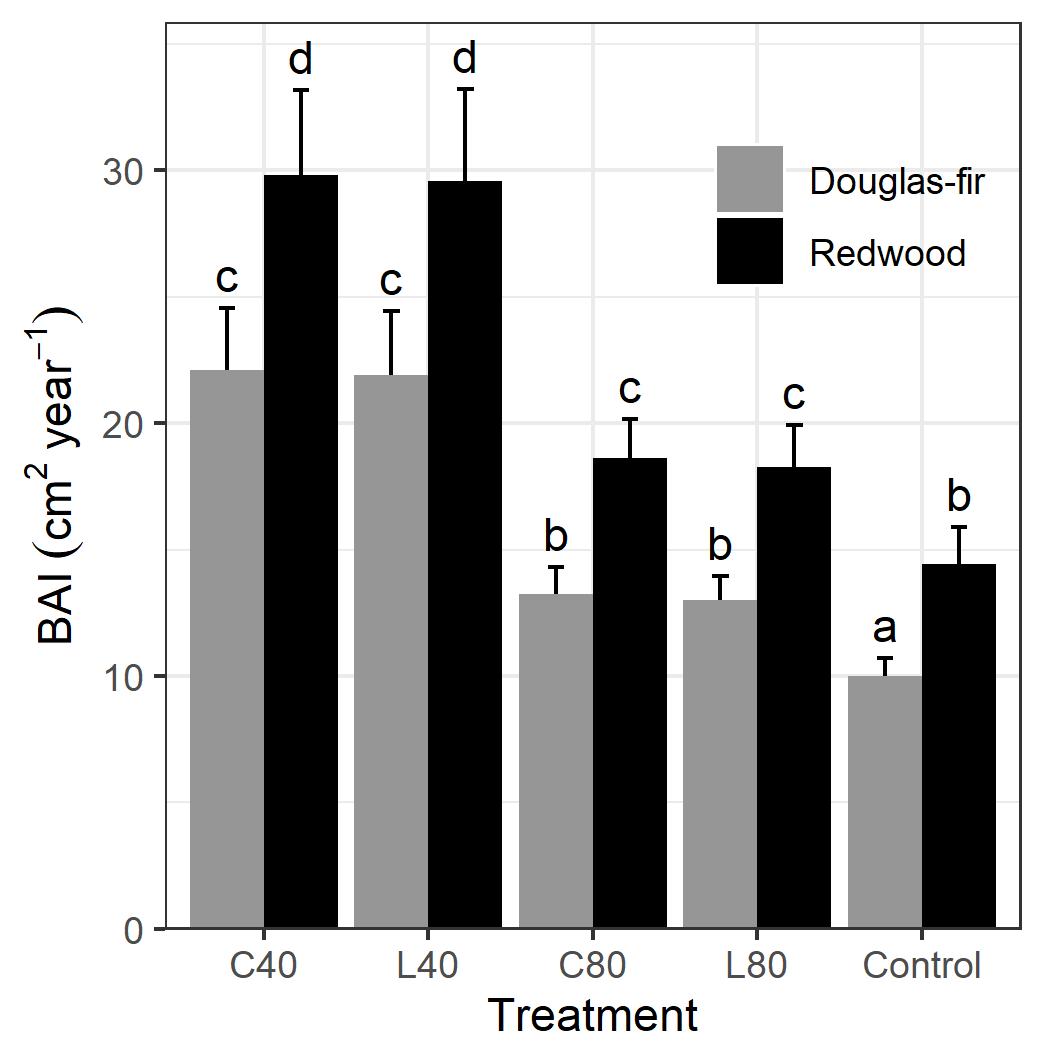 d
d
30
Douglas-fir
Redwood
c
c
20
c
c
b
b
b
a
10
0
BAI (cm² year⁻¹)
C40 L40 C80 L80 Control
Treatment